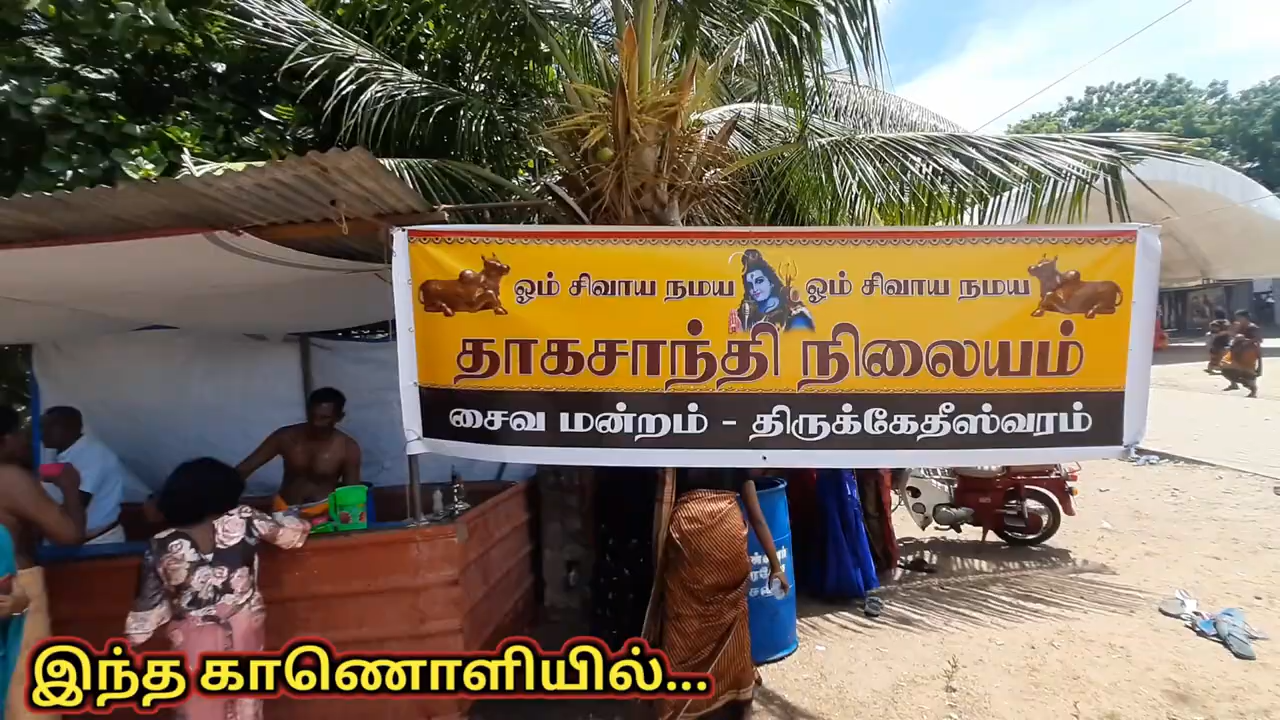 ஓம் சிவாய நமய ஓம் சிவாய நமய
தாகசாந்தி நிலையம்
சைவ மன்றம் - திருக்கேதீஸ்வரம்
இந்த காணொளியில்...